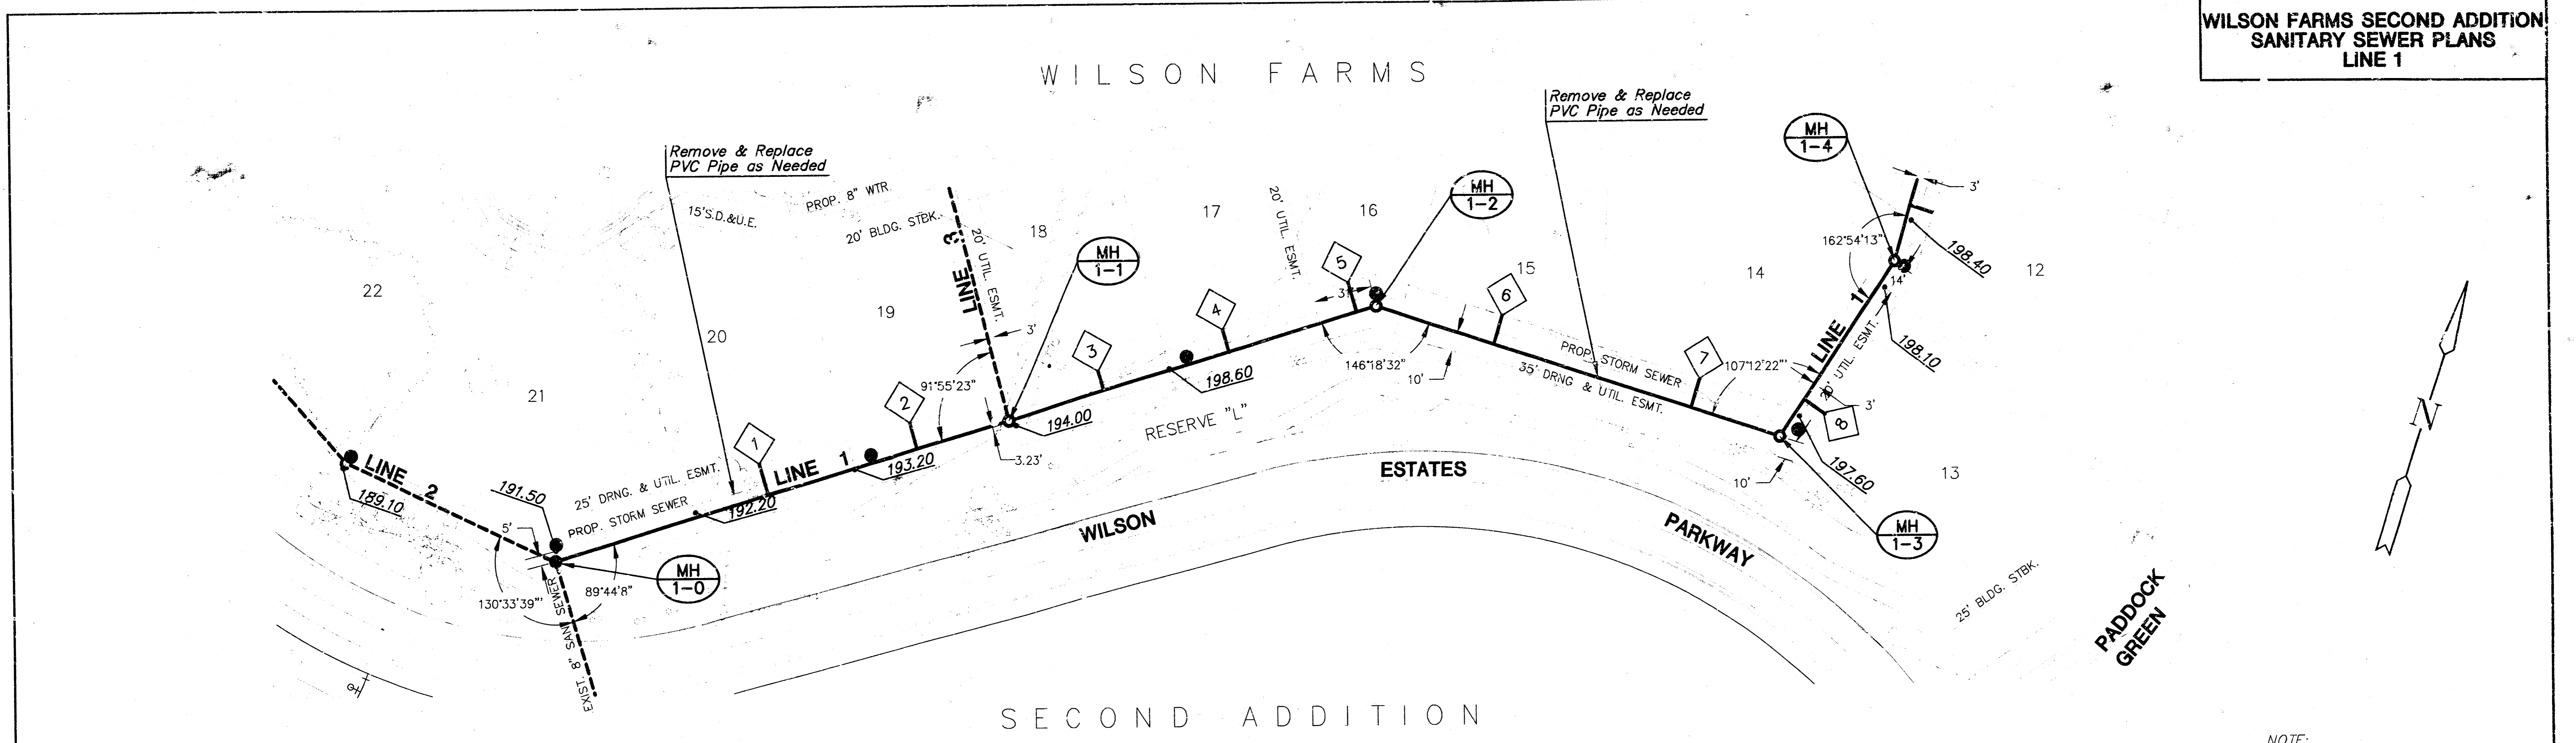 WILSON FARMS SECOND ADDITION
SANITARY SEWER PLANS
LINE 1
WILSON FARMS
Remove & Replace
PVC Pipe as Needed
Remove & Replace
PVC Pipe as Needed
MH
1-4
3'
PROP. 8" WTR
15'S.D.&U.E.
20' BLDG. STBK.
LINE 3
20' UTIL. ESMT.
18
17
20' UTIL. ESMT.
16
MH
1-2
MH
1-1
162°54'13"
198.40
14'
12
22
19
20
21
5
3'
15
14
6
4
3
2
1
7
3'
91°55'23"
198.60
146°18'32"
10'
PROP. STORM SEWER
35' DRNG & UTIL. ESMT.
107°12'22"'
LINE 1
20' UTIL. ESMT.
198.10
3'
8
194.00
RESERVE "L"
3.23'
LINE 1
193.20
192.20
25' DRNG. & UTIL. ESMT.
PROP. STORM SEWER
191.50
LINE 2
189.10
5'
MH
1-0
130°33'39"'
89°44'8"
EXIST. 8" SAN SEWER
WILSON
ESTATES
PARKWAY
10'
197.60
13
MH
1-3
25' BLDG. STBK.
PADDOCK
GREEN
N
SECOND ADDITION
NOTE: